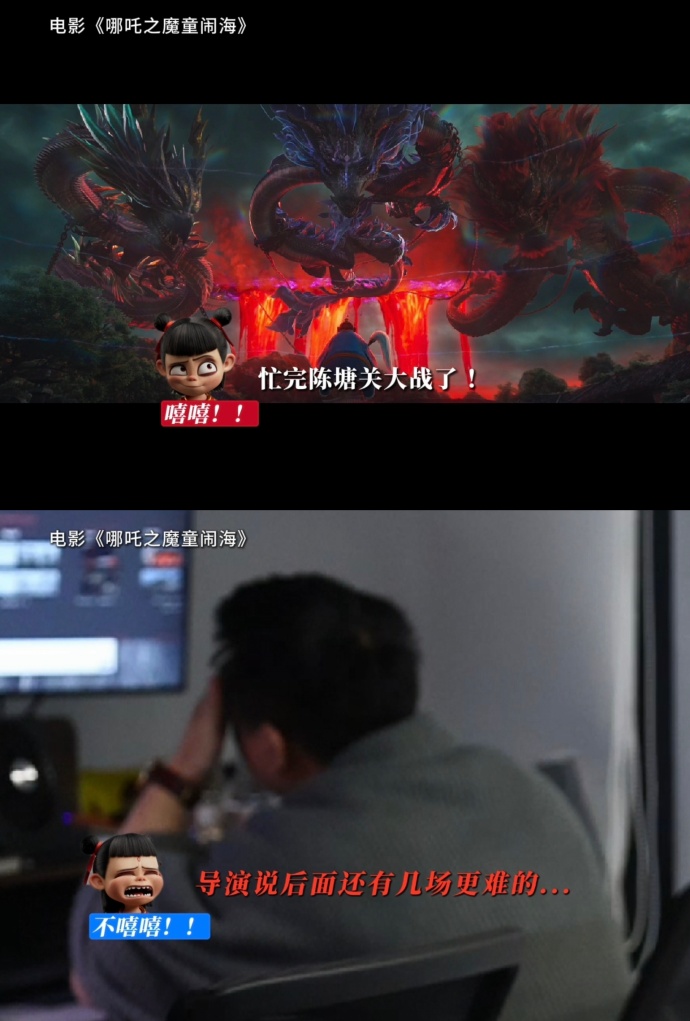 电影《哪吒之魔童闹海》
忙完陈塘关大战了！
嘻嘻！！
电影《哪吒之魔童闹海》
导演说后面还有几场更难的...
不嘻嘻！！